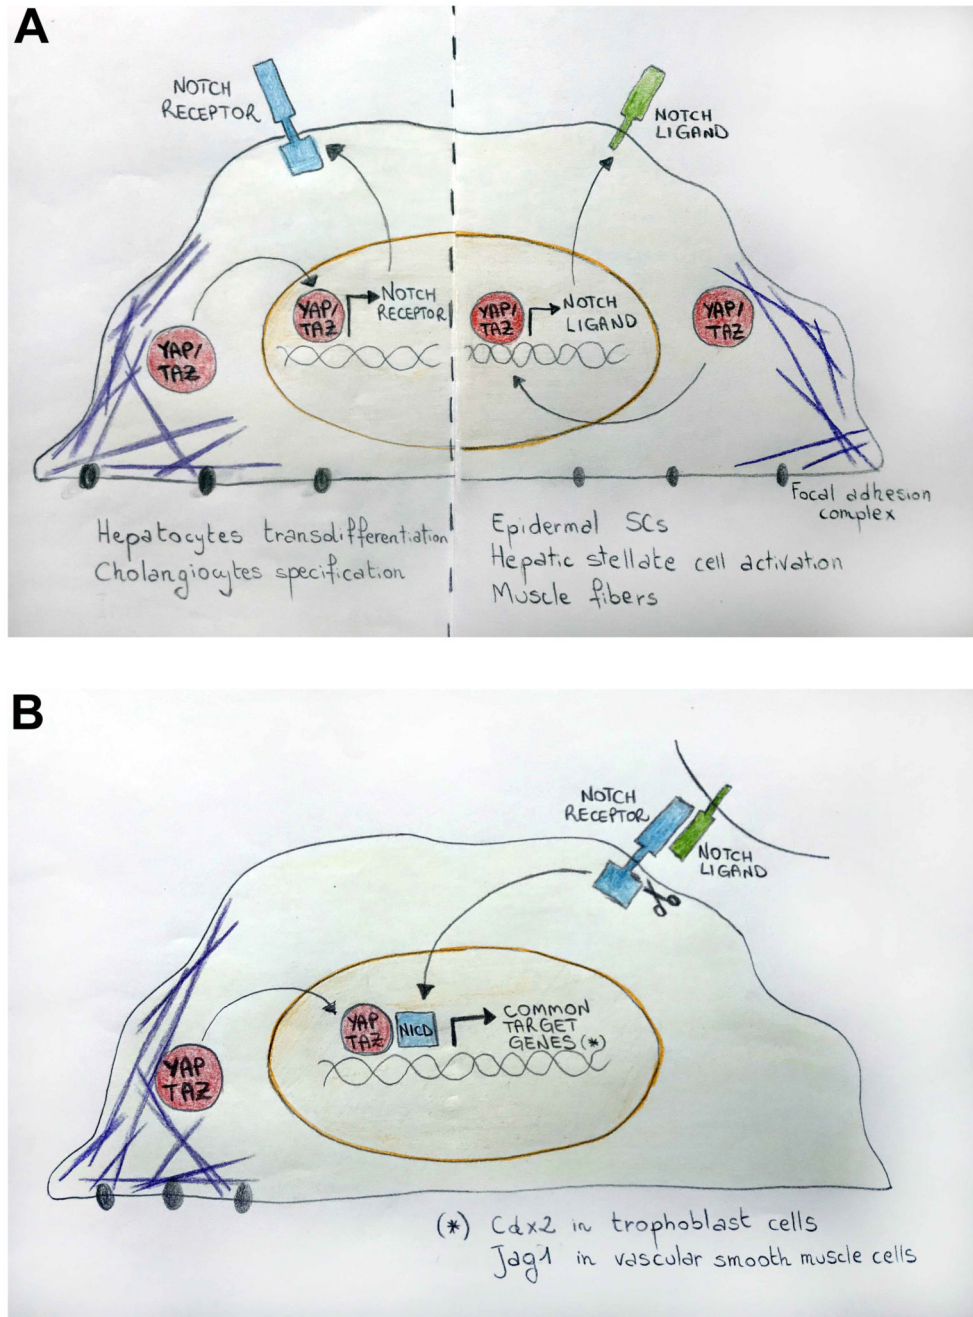 A
NOTCH
RECEPTOR
NOTCH
LIGAND
YAP/
TAZ
YAP/
TAZ
NOTCH
RECEPTOR
YAP/
TAZ
NOTCH
LIGAND
YAP/
TAZ
Focal adhesion
complex
Hepatocytes transdifferentiation
Cholangiocytes specification
Epidermal SCs
Hepatic stellate cell activation
Muscle fibers
B
NOTCH
RECEPTOR
NOTCH
LIGAND
YAP
TAZ
YAP
TAZ
NICD
COMMON
TARGET
GENES (*)
(*) Cdx2 in trophoblast cells
Jag1 in vascular smooth muscle cells